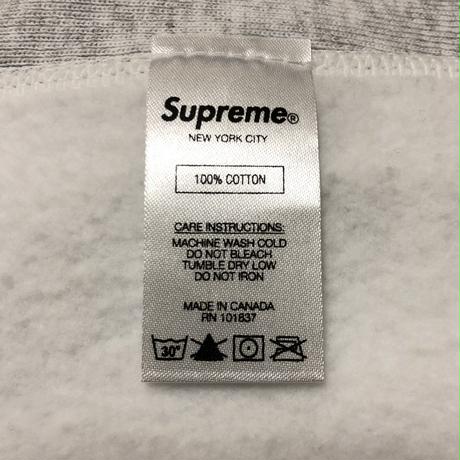 Supreme®
NEW YORK CITY
100% COTTON
CARE INSTRUCTIONS:
MACHINE WASH COLD
DO NOT BLEACH
TUMBLE DRY LOW
DO NOT IRON
MADE IN CANADA
RN 101837
30°